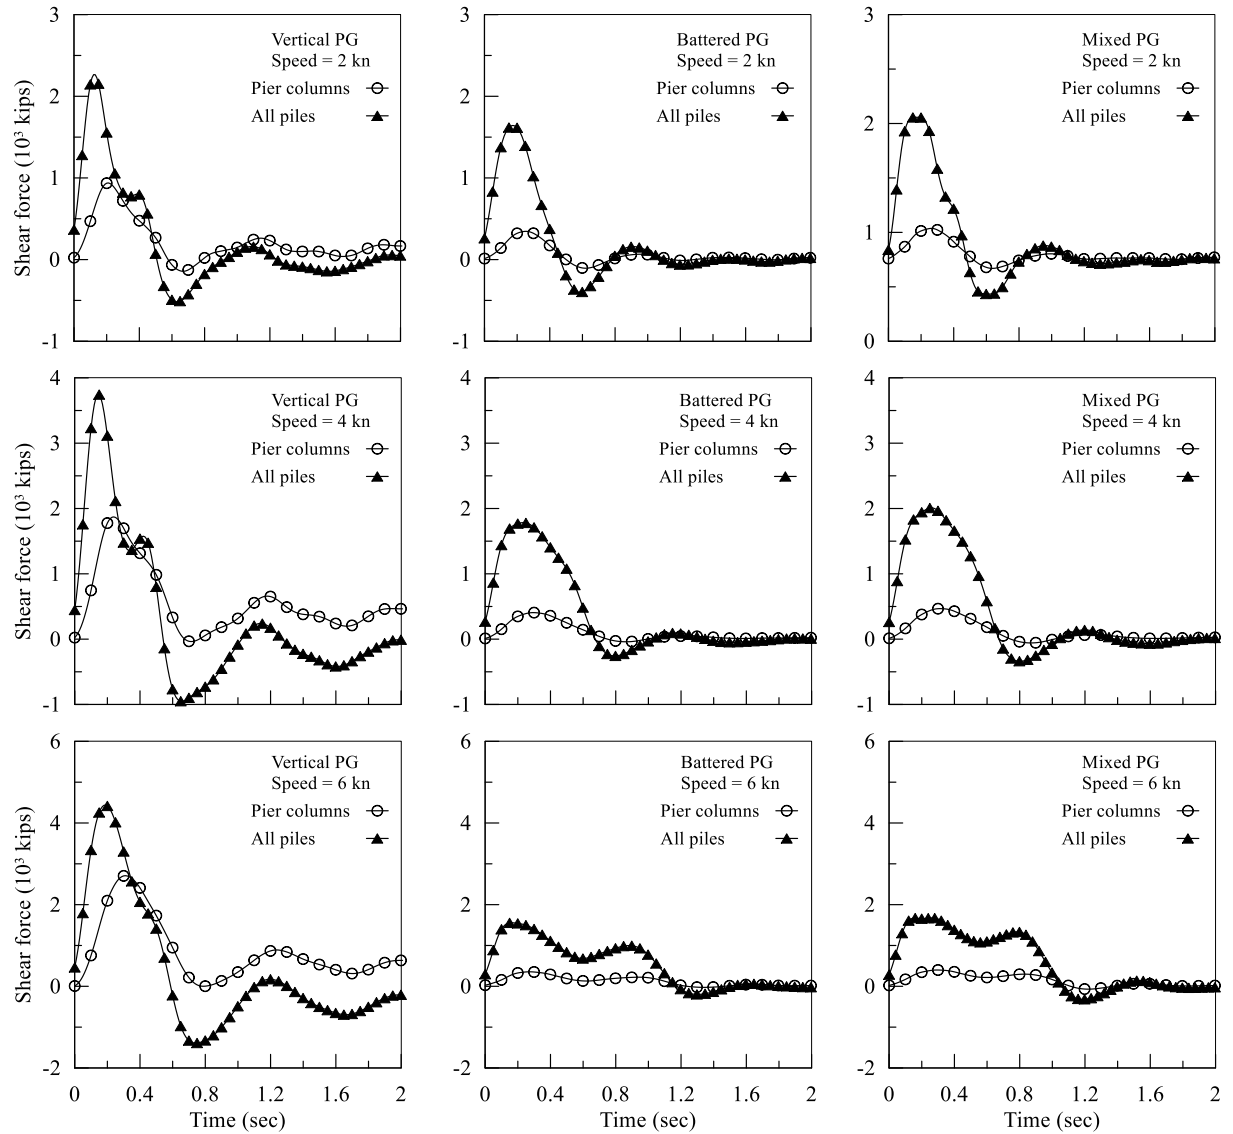 3
2
1
0
-1
Shear force (10³ kips)
Vertical PG
Speed = 2 kn
Pier columns
All piles
3
2
1
0
-1
Battered PG
Speed = 2 kn
Pier columns
All piles
3
2
1
0
Mixed PG
Speed = 2 kn
Pier columns
All piles
4
3
2
1
0
-1
Shear force (10³ kips)
Vertical PG
Speed = 4 kn
Pier columns
All piles
4
3
2
1
0
-1
Battered PG
Speed = 4 kn
Pier columns
All piles
4
3
2
1
0
-1
Mixed PG
Speed = 4 kn
Pier columns
All piles
6
4
2
0
-2
Shear force (10³ kips)
Vertical PG
Speed = 6 kn
Pier columns
All piles
0 0.4 0.8 1.2 1.6 2
Time (sec)
6
4
2
0
-2
Battered PG
Speed = 6 kn
Pier columns
All piles
0 0.4 0.8 1.2 1.6 2
Time (sec)
6
4
2
0
-2
Mixed PG
Speed = 6 kn
Pier columns
All piles
0 0.4 0.8 1.2 1.6 2
Time (sec)